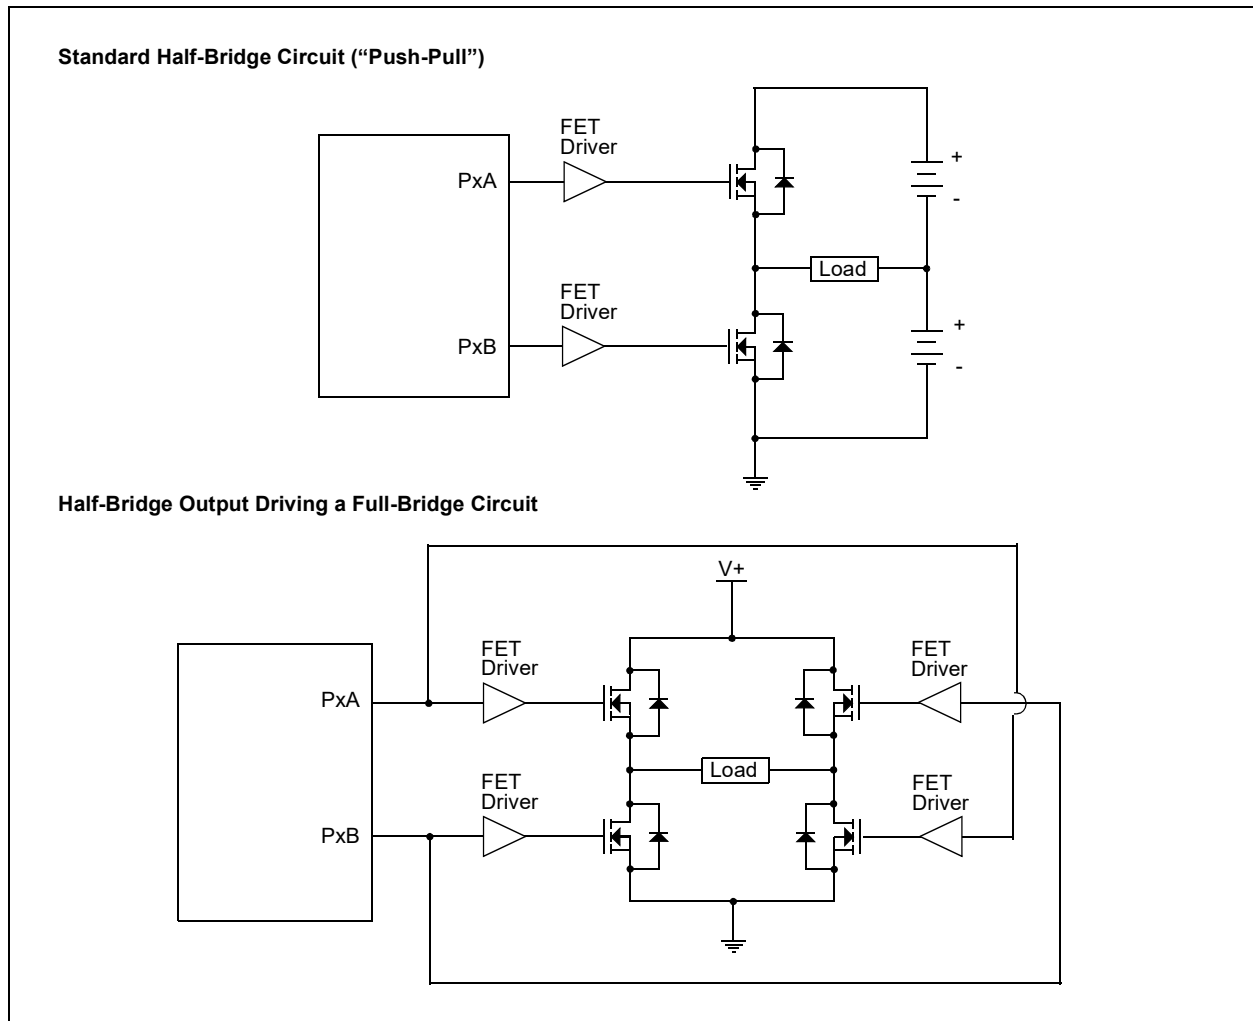 Standard Half-Bridge Circuit (“Push-Pull”)
FET
Driver
PxA
+
-
Load
FET
Driver
PxB
+
-
Half-Bridge Output Driving a Full-Bridge Circuit
V+
FET
Driver
FET
Driver
PxA
Load
FET
Driver
FET
Driver
PxB